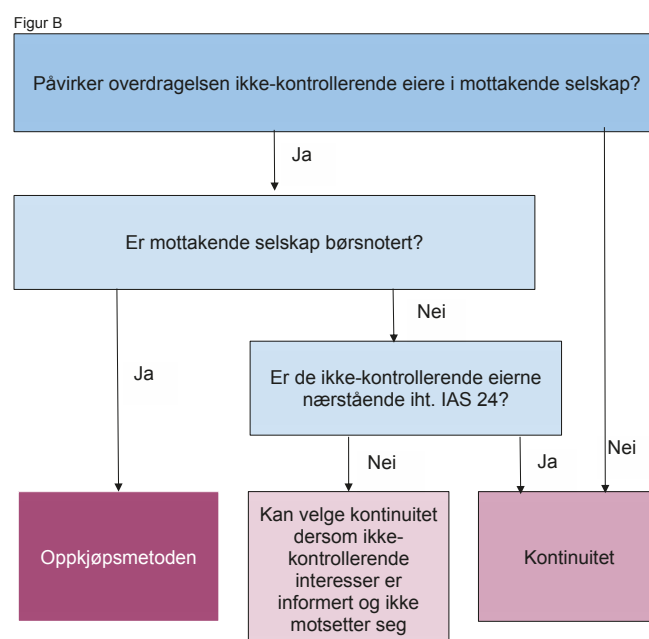 Figur B
Påvirker overdragelsen ikke-kontrollerende eiere i mottakende selskap?
Ja
Er mottakende selskap børsnotert?
Nei
Ja
Er de ikke-kontrollerende eierne
nærstående iht. IAS 24?
Nei
Ja
Nei
Oppkjøpsmetoden
Kan velge kontinuitet
dersom ikke-
kontrollerende
interesser er
informert og ikke
motsetter seg
Kontinuitet